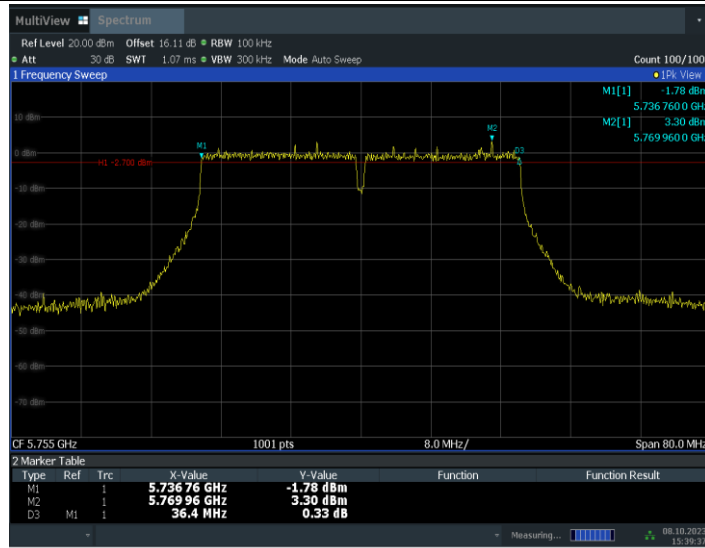 MultiView Spectrum
Ref Level 20.00 dBm Offset 16.11 dB RBW 100 kHz
Att 30 dB SWT 1.07 ms VBW 300 kHz Mode Auto Sweep Count 100/100
1 Frequency Sweep 1Pk View
M1[1] -1.78 dBm
5.736 760 0 GHz
M2[1] 3.30 dBm
5.769 960 0 GHz
10 dBm
M2
M1
D3
0 dBm
H1 -2.700 dBm
-10 dBm
-20 dBm
-30 dBm
-40 dBm
-50 dBm
-60 dBm
-70 dBm
CF 5.755 GHz 1001 pts 8.0 MHz/ Span 80.0 MHz
2 Marker Table
Type Ref Trc X-Value Y-Value Function Function Result
M1 1 5.736 76 GHz -1.78 dBm
M2 1 5.769 96 GHz 3.30 dBm
D3 M1 1 36.4 MHz 0.33 dB
Measuring... 08.10.2023
15:39:37